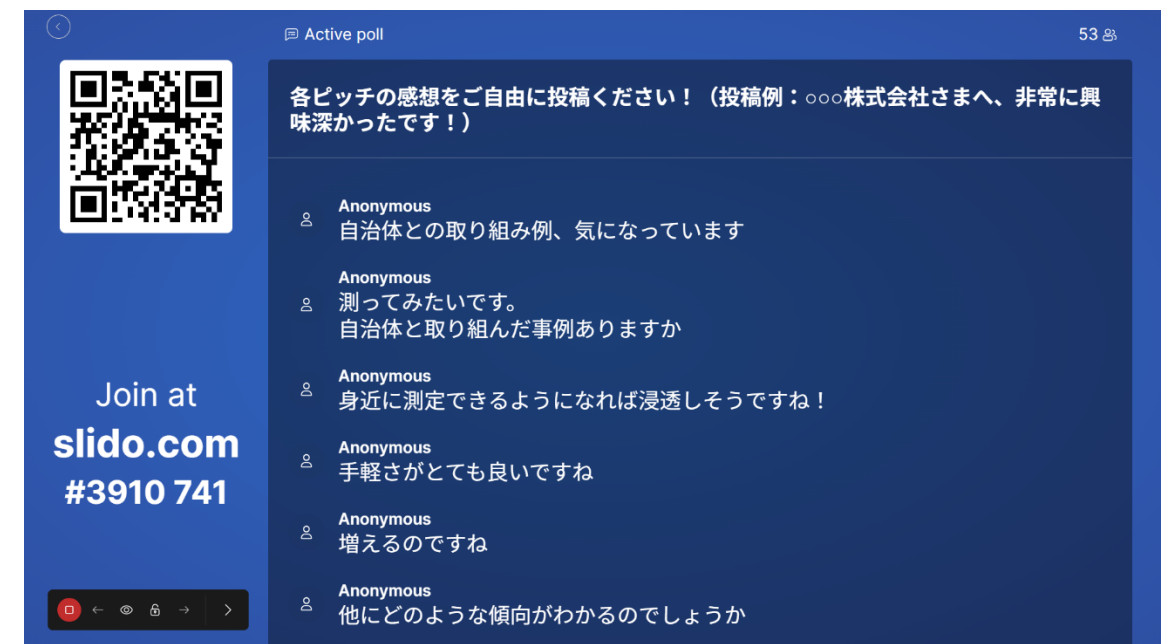 Active poll
53
各ピッチの感想をご自由に投稿ください！（投稿例：○○○株式会社さまへ、非常に興
味深かったです！）
Anonymous
自治体との取り組み例、気になっています
Anonymous
測ってみたいです。
自治体と取り組んだ事例ありますか
Anonymous
身近に測定できるようになれば浸透しそうですね！
Anonymous
手軽さがとても良いですね
Anonymous
増えるのですね
Anonymous
他にどのような傾向がわかるのでしょうか
Join at
slido.com
#3910 741